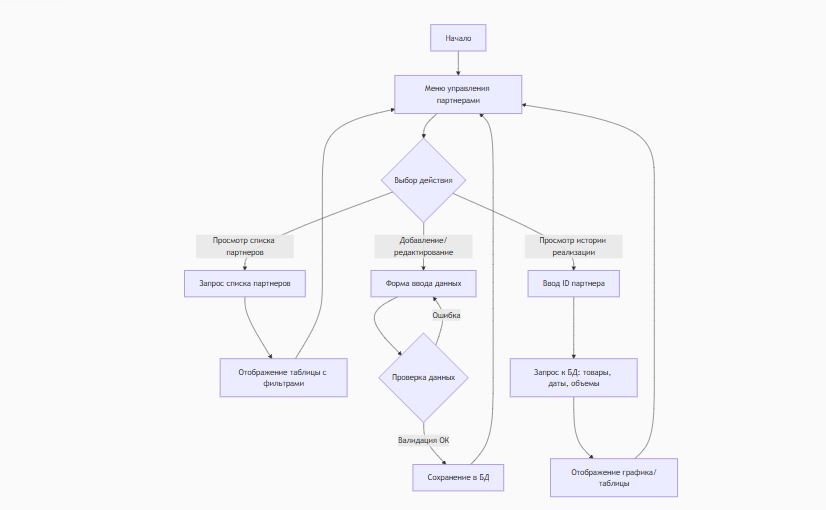 Начало
Меню управления
партнерами
Выбор действия
Просмотр списка
партнеров
Добавление/
редактирование
Просмотр истории
реализации
Запрос списка партнеров
Форма ввода данных
Ввод ID партнера
Ошибка
Отображение таблицы с
фильтрами
Проверка данных
Запрос к БД: товары,
даты, объемы
Валидация ОК
Сохранение в БД
Отображение графика/
таблицы